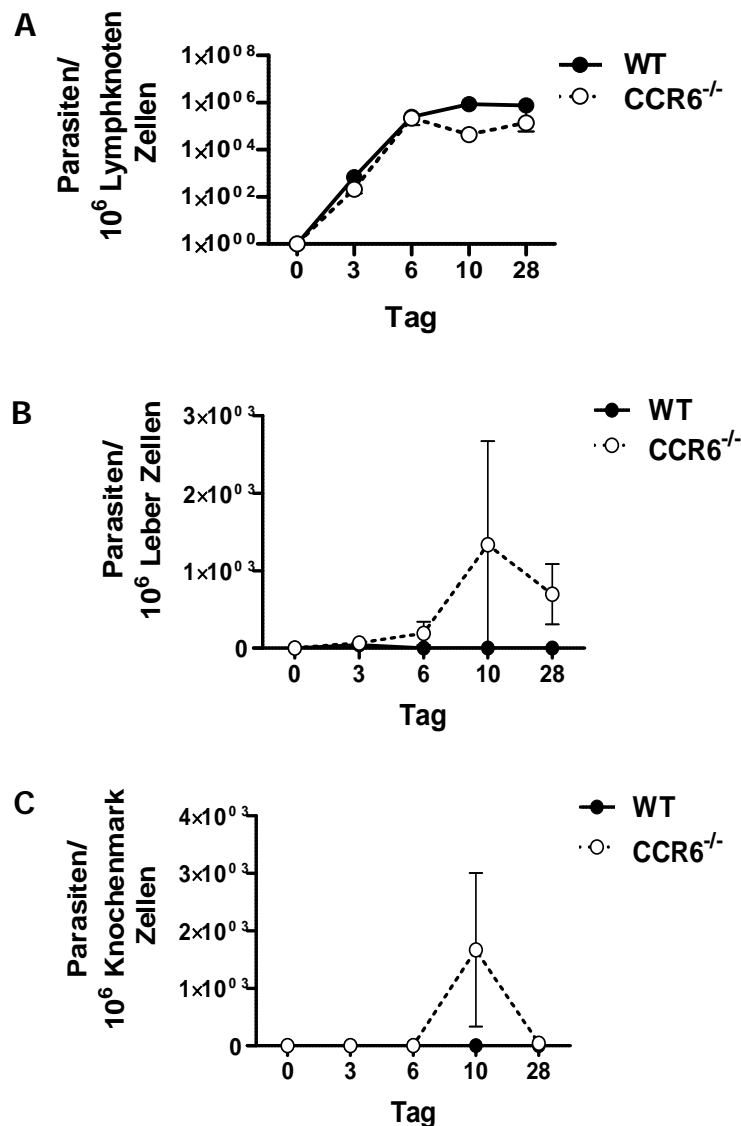 A
Parasiten/
10⁶ Lymphknoten
Zellen
1×10⁰⁸
1×10⁰⁶
1×10⁰⁴
1×10⁰²
1×10⁰⁰
0 3 6 10 28
Tag
WT
CCR6⁻/⁻
B
Parasiten/
10⁶ Leber Zellen
3×10⁰³
2×10⁰³
1×10⁰³
0
0 3 6 10 28
Tag
WT
CCR6⁻/⁻
C
Parasiten/
10⁶ Knochenmark
Zellen
4×10⁰³
3×10⁰³
2×10⁰³
1×10⁰³
0
0 3 6 10 28
Tag
WT
CCR6⁻/⁻